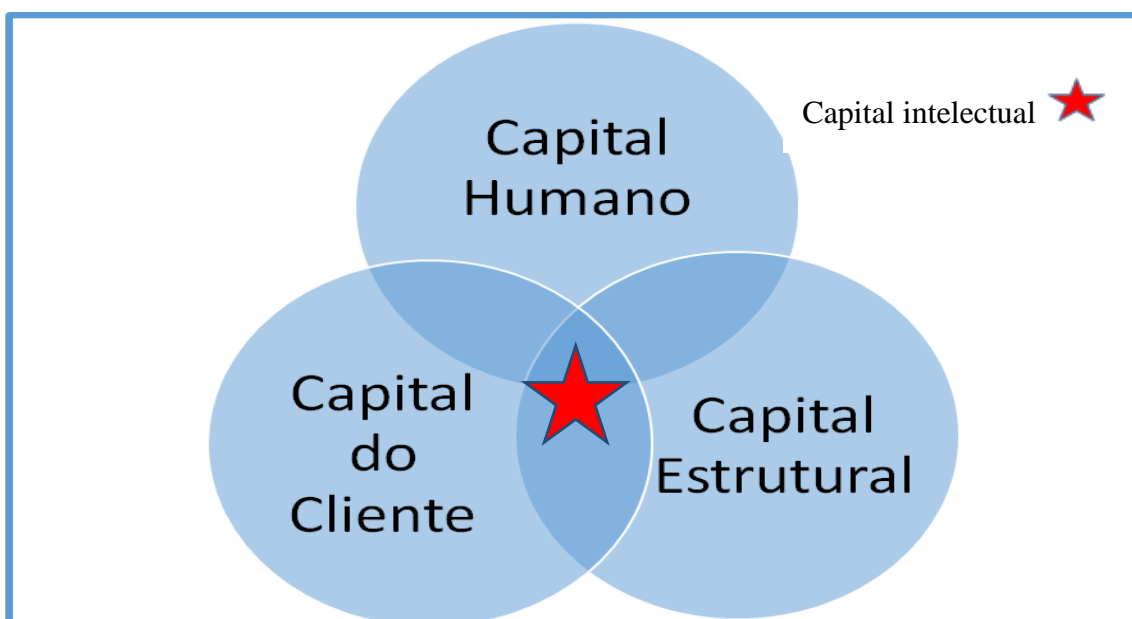 Capital intelectual
Capital
Humano
Capital
do
Cliente
Capital
Estrutural